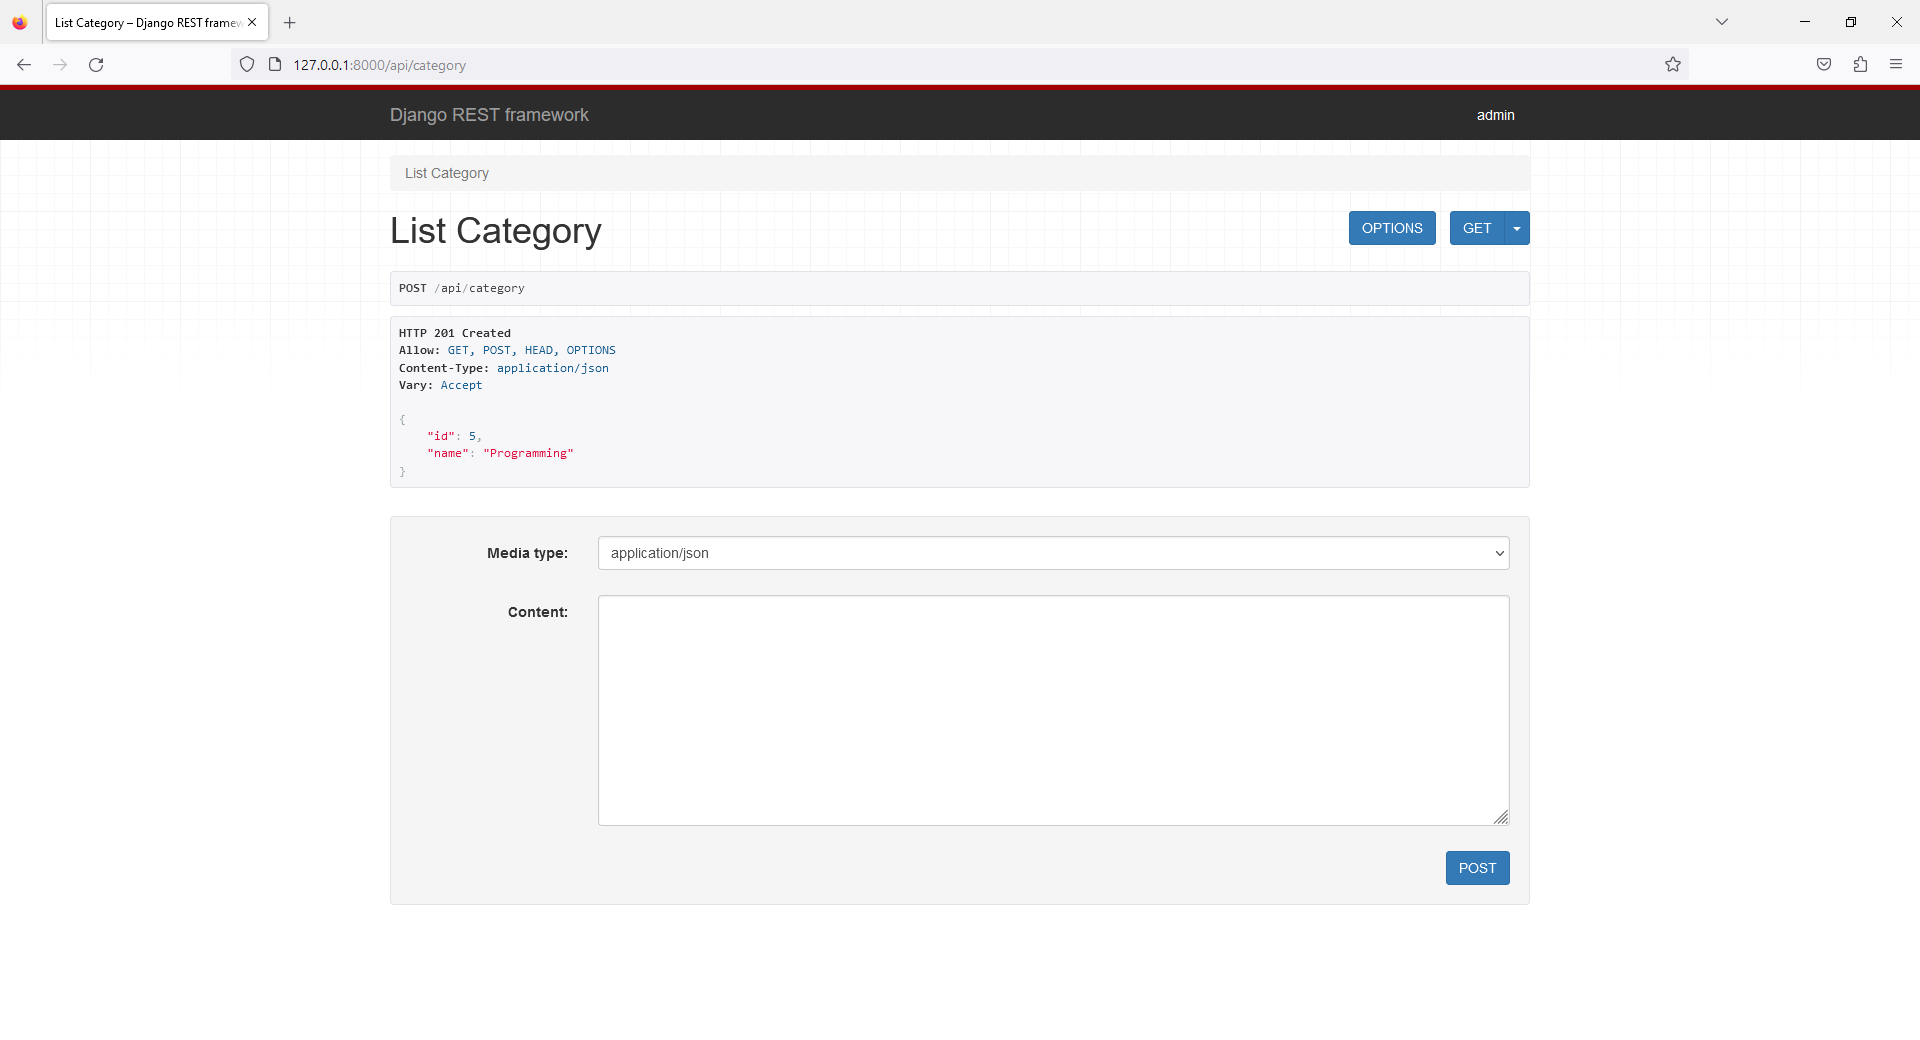 List Category – Django REST framew
127.0.0.1:8000/api/category
Django REST framework
admin
List Category
List Category
OPTIONS
GET
POST /api/category
HTTP 201 Created
Allow: GET, POST, HEAD, OPTIONS
Content-Type: application/json
Vary: Accept
{
"id": 5,
"name": "Programming"
}
Media type:
application/json
Content:
POST